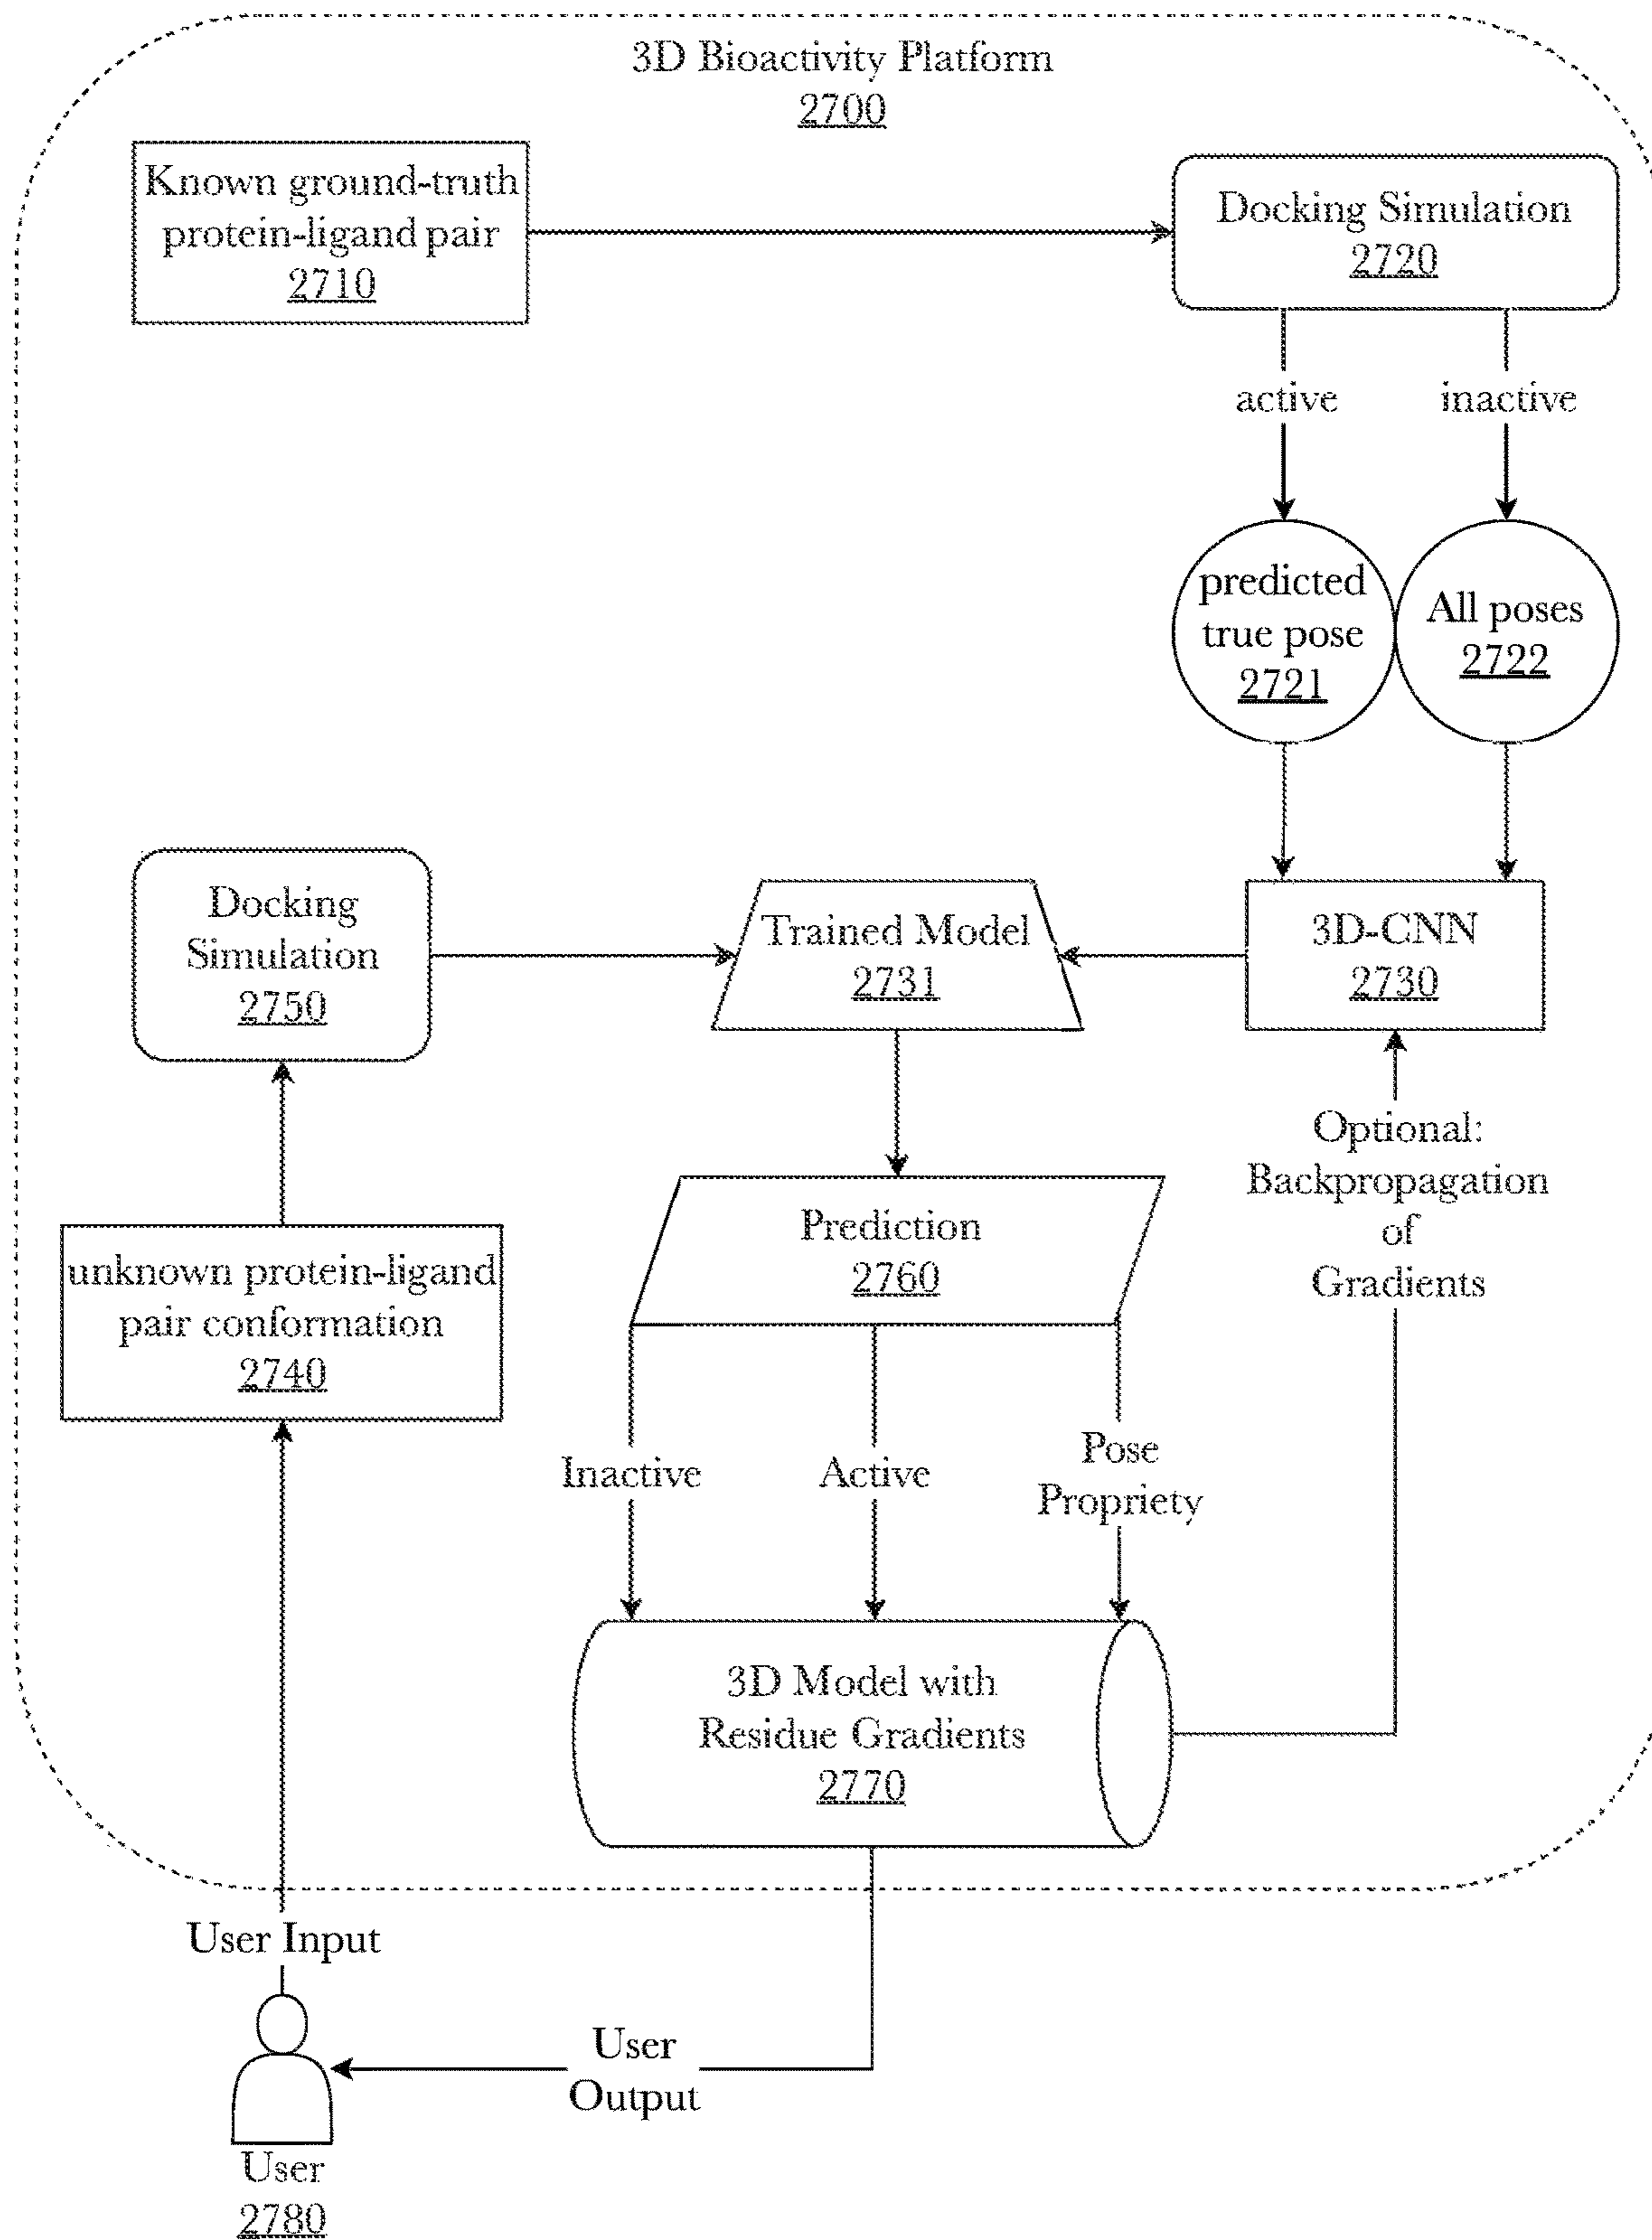 3D Bioactivity Platform
2700
Known ground-truth
protein-ligand pair
2710
Docking Simulation
2720
active
inactive
predicted
true pose
2721
All poses
2722
Docking
Simulation
2750
Trained Model
2731
3D-CNN
2730
Optional:
Backpropagation
of
Gradients
Prediction
2760
unknown protein-ligand
pair conformation
2740
Inactive
Active
Pose
Propriety
3D Model with
Residue Gradients
2770
User Input
User
Output
User
2780